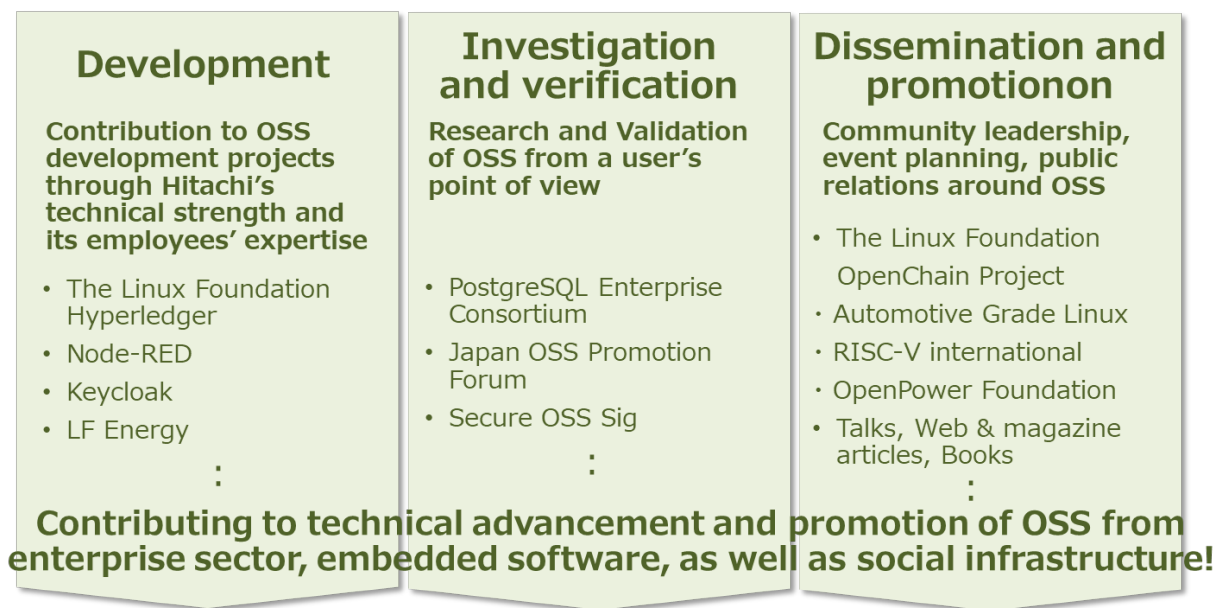 Development
Contribution to OSS
development projects
through Hitachi’s
technical strength and
its employees’ expertise
• The Linux Foundation
Hyperledger
• Node-RED
• Keycloak
• LF Energy
:
Investigation
and verification
Research and Validation
of OSS from a user’s
point of view
• PostgreSQL Enterprise
Consortium
• Japan OSS Promotion
Forum
• Secure OSS Sig
:
Dissemination and
promotionon
Community leadership,
event planning, public
relations around OSS
• The Linux Foundation
OpenChain Project
・Automotive Grade Linux
・RISC-V international
・OpenPower Foundation
• Talks, Web & magazine
articles, Books
:
Contributing to technical advancement and promotion of OSS from
enterprise sector, embedded software, as well as social infrastructure!